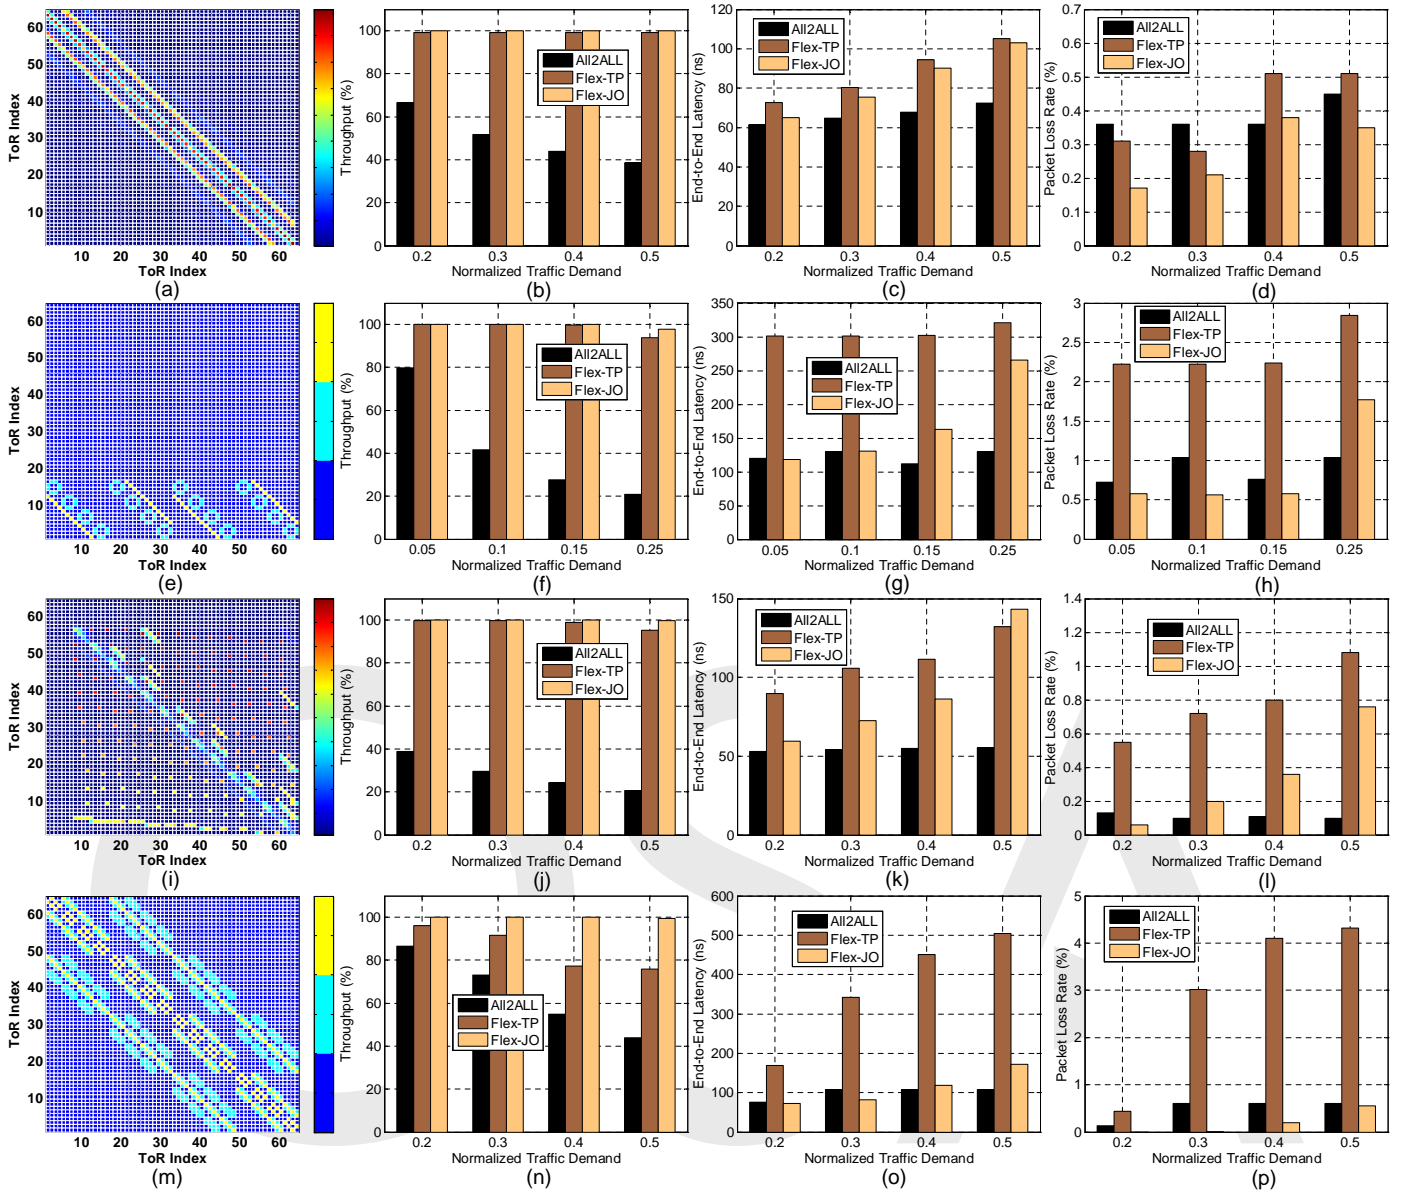 60
50
40
30
20
10
10 20 30 40 50 60
ToR Index
ToR Index
(a)
Throughput (%)
100
80
60
40
20
0
0.2 0.3 0.4 0.5
Normalized Traffic Demand
All2ALL
Flex-TP
Flex-JO
(b)
End-to-End Latency (ns)
120
100
80
60
40
20
0
0.2 0.3 0.4 0.5
Normalized Traffic Demand
All2ALL
Flex-TP
Flex-JO
(c)
Packet Loss Rate (%)
0.7
0.6
0.5
0.4
0.3
0.2
0.1
0
0.2 0.3 0.4 0.5
Normalized Traffic Demand
All2ALL
Flex-TP
Flex-JO
(d)
60
50
40
30
20
10
10 20 30 40 50 60
ToR Index
ToR Index
(e)
Throughput (%)
100
80
60
40
20
0
0.05 0.1 0.15 0.25
Normalized Traffic Demand
All2ALL
Flex-TP
Flex-JO
(f)
End-to-End Latency (ns)
350
300
250
200
150
100
50
0
0.05 0.1 0.15 0.25
Normalized Traffic Demand
All2ALL
Flex-TP
Flex-JO
(g)
Packet Loss Rate (%)
3
2.5
2
1.5
1
0.5
0
0.05 0.1 0.15 0.25
Normalized Traffic Demand
All2ALL
Flex-TP
Flex-JO
(h)
60
50
40
30
20
10
10 20 30 40 50 60
ToR Index
ToR Index
(i)
Throughput (%)
100
80
60
40
20
0
0.2 0.3 0.4 0.5
Normalized Traffic Demand
All2ALL
Flex-TP
Flex-JO
(j)
End-to-End Latency (ns)
150
100
50
0
0.2 0.3 0.4 0.5
Normalized Traffic Demand
All2ALL
Flex-TP
Flex-JO
(k)
Packet Loss Rate (%)
1.4
1.2
1
0.8
0.6
0.4
0.2
0
0.2 0.3 0.4 0.5
Normalized Traffic Demand
All2ALL
Flex-TP
Flex-JO
(l)
60
50
40
30
20
10
10 20 30 40 50 60
ToR Index
ToR Index
(m)
Throughput (%)
100
80
60
40
20
0
0.2 0.3 0.4 0.5
Normalized Traffic Demand
All2ALL
Flex-TP
Flex-JO
(n)
End-to-End Latency (ns)
600
500
400
300
200
100
0
0.2 0.3 0.4 0.5
Normalized Traffic Demand
All2ALL
Flex-TP
Flex-JO
(o)
Packet Loss Rate (%)
5
4
3
2
1
0
0.2 0.3 0.4 0.5
Normalized Traffic Demand
All2ALL
Flex-TP
Flex-JO
(p)